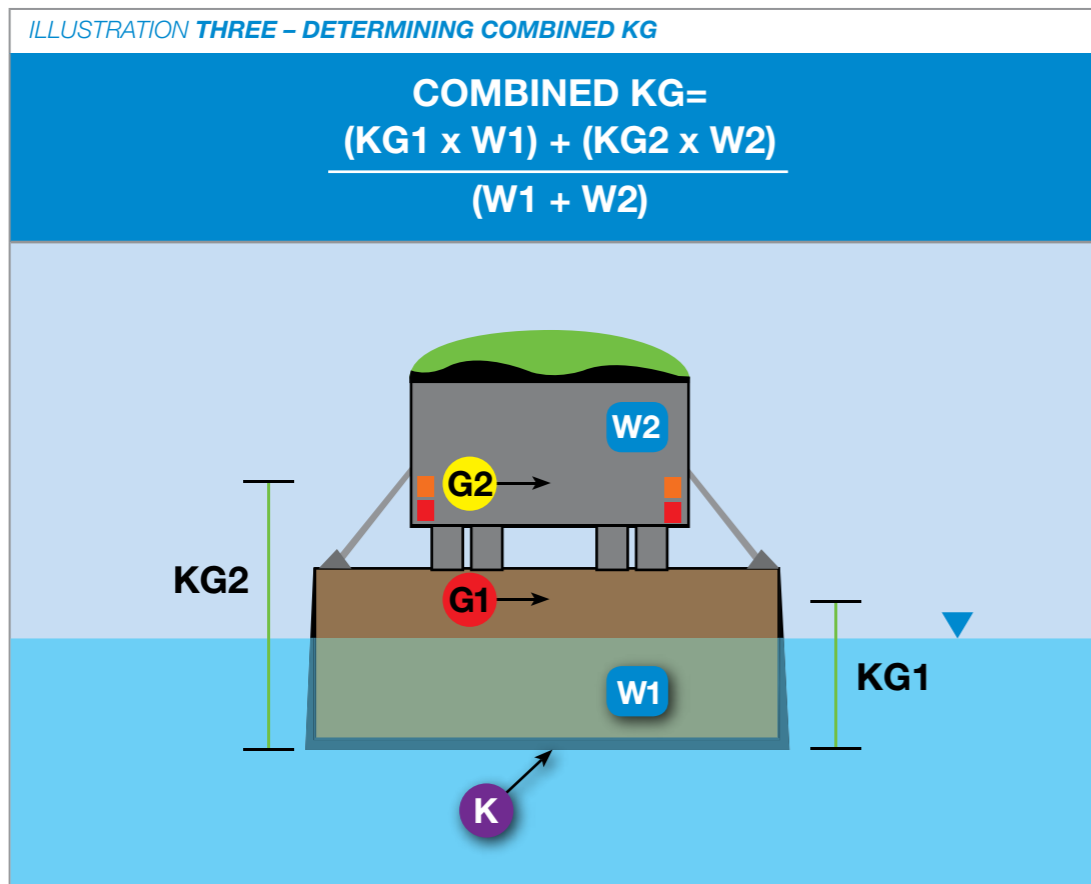 ILLUSTRATION THREE – DETERMINING COMBINED KG
COMBINED KG=
(KG1 x W1) + (KG2 x W2)
(W1 + W2)
W2
G2
KG2
G1
KG1
W1
K